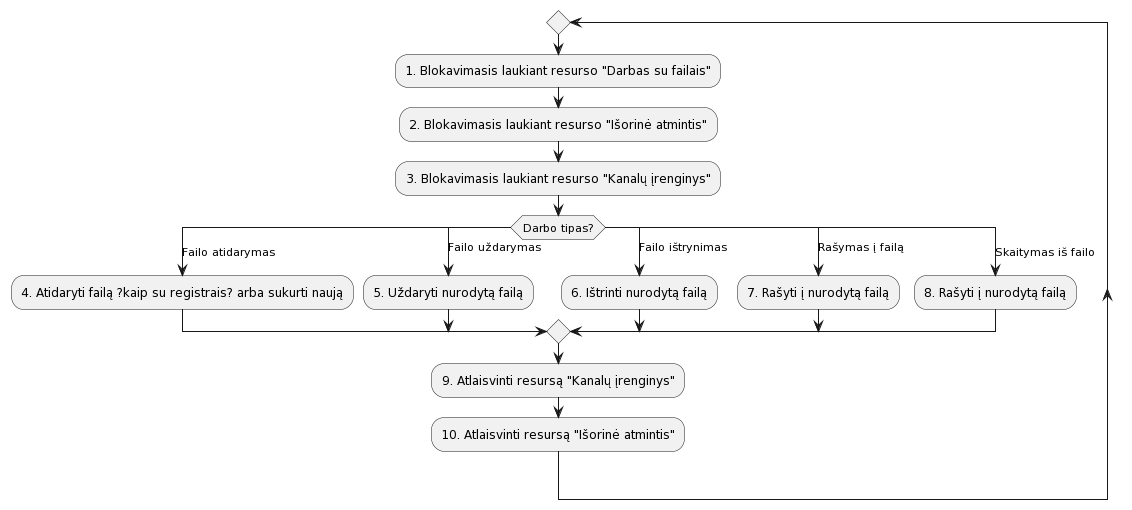 1. Blokavimasis laukiant resurso "Darbas su failais"
2. Blokavimasis laukiant resurso "Išorinė atmintis"
3. Blokavimasis laukiant resurso "Kanalų įrenginys"
Darbo tipas?
Failo atidarymas
4. Atidaryti failą ?kaip su registrais? arba sukurti naują
Failo uždarymas
5. Uždaryti nurodytą failą
Failo ištrynimas
6. Ištrinti nurodytą failą
Rašymas į failą
7. Rašyti į nurodytą failą
Skaitymas iš failo
8. Rašyti į nurodytą failą
9. Atlaisvinti resursą "Kanalų įrenginys"
10. Atlaisvinti resursą "Išorinė atmintis"